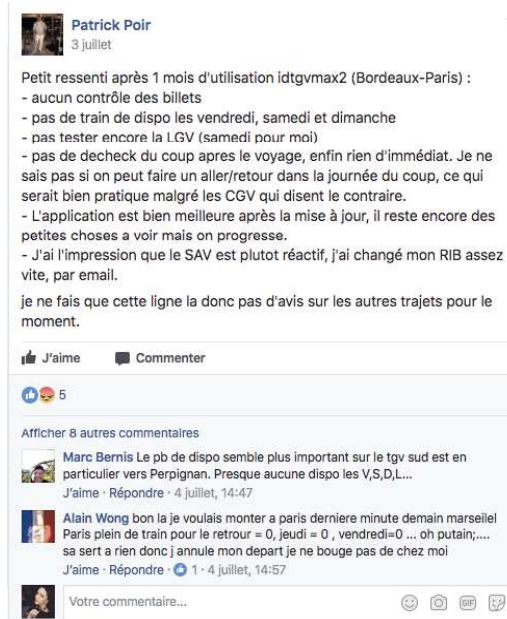 Patrick Poir
3 juillet
Petit ressenti après 1 mois d'utilisation idtgvmax2 (Bordeaux-Paris) :
- aucun contrôle des billets
- pas de train de dispo les vendredi, samedi et dimanche
- pas tester encore la LGV (samedi pour moi)
- pas de decheck du coup apres le voyage, enfin rien d'immédiat. Je ne
sais pas si on peut faire un aller/retour dans la journée du coup, ce qui
serait bien pratique malgré les CGV qui disent le contraire.
- L'application est bien meilleure après la mise à jour, il reste encore des
petites choses a voir mais on progresse.
- J'ai l'impression que le SAV est plutot réactif, j'ai changé mon RIB assez
vite, par email.
je ne fais que cette ligne la donc pas d'avis sur les autres trajets pour le
moment.
J'aime Commenter
5
Afficher 8 autres commentaires
Marc Bernis Le pb de dispo semble plus important sur le tgv sud est en
particulier vers Perpignan. Presque aucune dispo les V,S,D,L...
J'aime · Répondre · 4 juillet, 14:47
Alain Wong bon la je voulais monter a paris derniere minute demain marseilel
Paris plein de train pour le retrour = 0, jeudi = 0 , vendredi=0 ... oh putain;....
sa sert a rien donc j annule mon depart je ne bouge pas de chez moi
J'aime · Répondre · 1 · 4 juillet, 14:57
Votre commentaire...
GIF